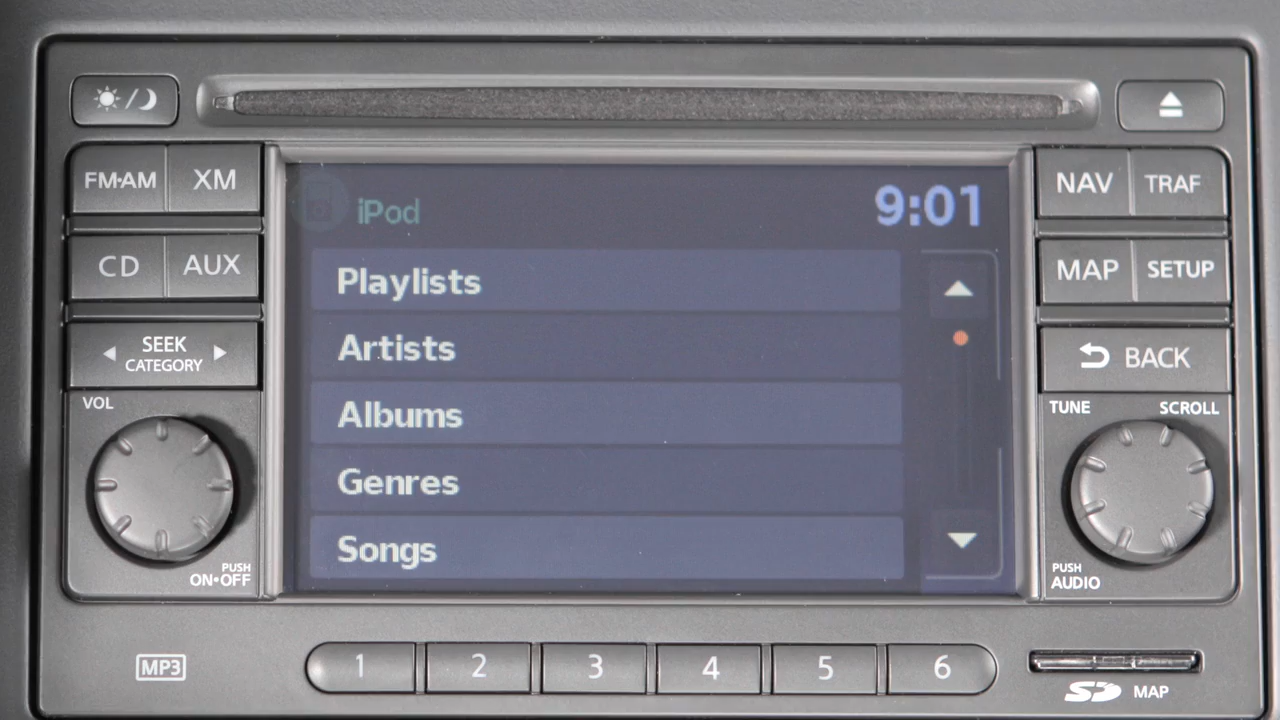 FM·AM XM
NAV TRAF
iPod 9:01
CD AUX
MAP SETUP
Playlists
Artists
Albums
Genres
Songs
SEEK
CATEGORY
BACK
VOL
TUNE SCROLL
PUSH
ON•OFF
PUSH
AUDIO
MP3
1 2 3 4 5 6
SD MAP